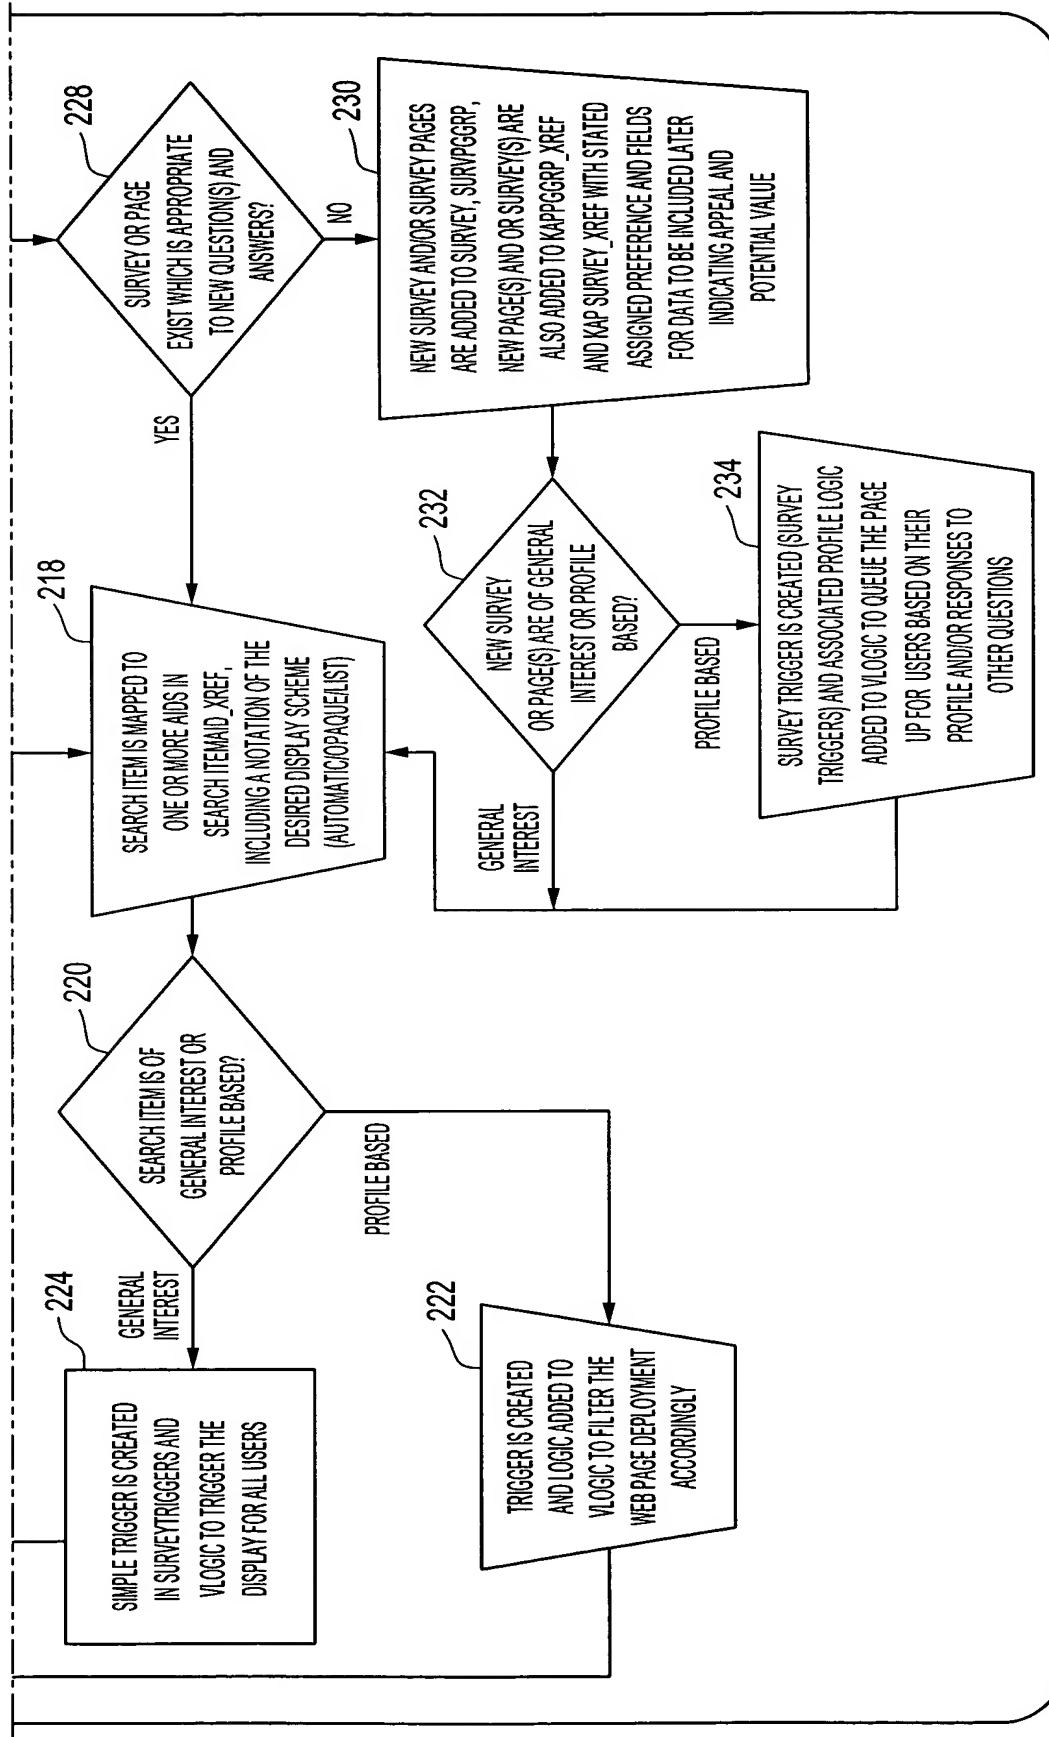 228
SURVEY OR PAGE
EXIST WHICH IS APPROPRIATE
TO NEW QUESTION(S) AND
ANSWERS?
YES
NO
230
NEW SURVEY AND/OR SURVEY PAGES
ARE ADDED TO SURVEY, SURVPGGRP,
NEW PAGE(S) AND OR SURVEY(S) ARE
ALSO ADDED TO KAPPGGRP_XREF
AND KAP SURVEY_XREF WITH STATED
ASSIGNED PREFERENCE AND FIELDS
FOR DATA TO BE INCLUDED LATER
INDICATING APPEAL AND
POTENTIAL VALUE
218
SEARCH ITEM IS MAPPED TO
ONE OR MORE AIDS IN
SEARCH ITEMAID_XREF,
INCLUDING A NOTATION OF THE
DESIRED DISPLAY SCHEME
(AUTOMATIC/OPAQUE/LIST)
232
NEW SURVEY
OR PAGE(S) ARE OF GENERAL
INTEREST OR PROFILE
BASED?
GENERAL
INTEREST
PROFILE BASED
234
SURVEY TRIGGER IS CREATED (SURVEY
TRIGGERS) AND ASSOCIATED PROFILE LOGIC
ADDED TO VLOGIC TO QUEUE THE PAGE
UP FOR USERS BASED ON THEIR
PROFILE AND/OR RESPONSES TO
OTHER QUESTIONS
220
SEARCH ITEM IS OF
GENERAL INTEREST OR
PROFILE BASED?
GENERAL
INTEREST
PROFILE BASED
224
SIMPLE TRIGGER IS CREATED
IN SURVEYTRIGGERS AND
VLOGIC TO TRIGGER THE
DISPLAY FOR ALL USERS
222
TRIGGER IS CREATED
AND LOGIC ADDED TO
VLOGIC TO FILTER THE
WEB PAGE DEPLOYMENT
ACCORDINGLY